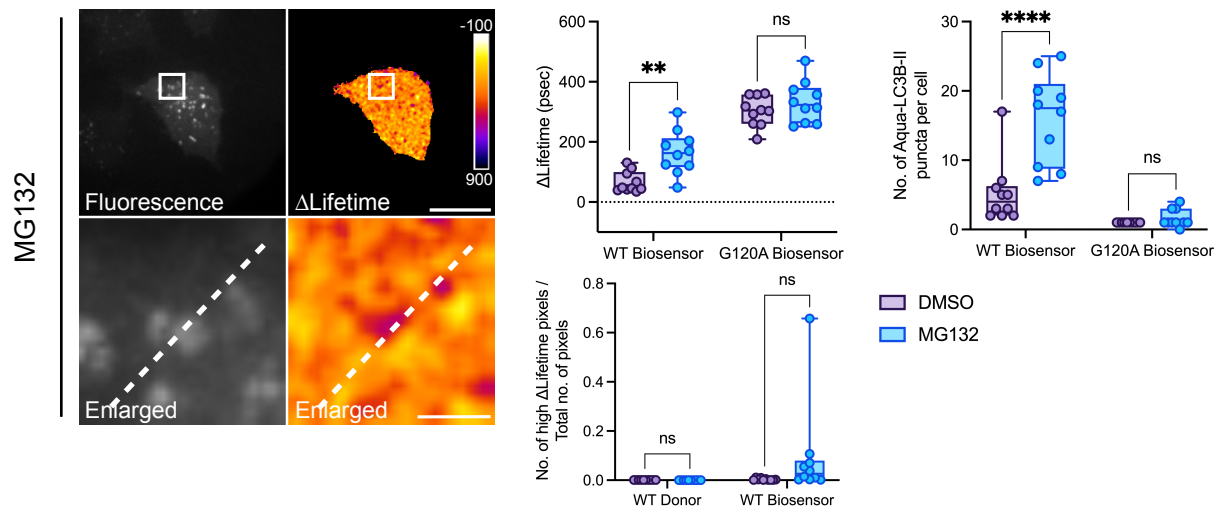 MG132
Fluorescence
ΔLifetime
-100
900
Enlarged
Enlarged
ΔLifetime (psec)
600
400
200
0
**
ns
WT Biosensor
G120A Biosensor
No. of Aqua-LC3B-II
puncta per cell
30
20
10
0
****
ns
WT Biosensor
G120A Biosensor
No. of high ΔLifetime pixels /
Total no. of pixels
0.8
0.6
0.4
0.2
0.0
ns
ns
WT Donor
WT Biosensor
DMSO
MG132